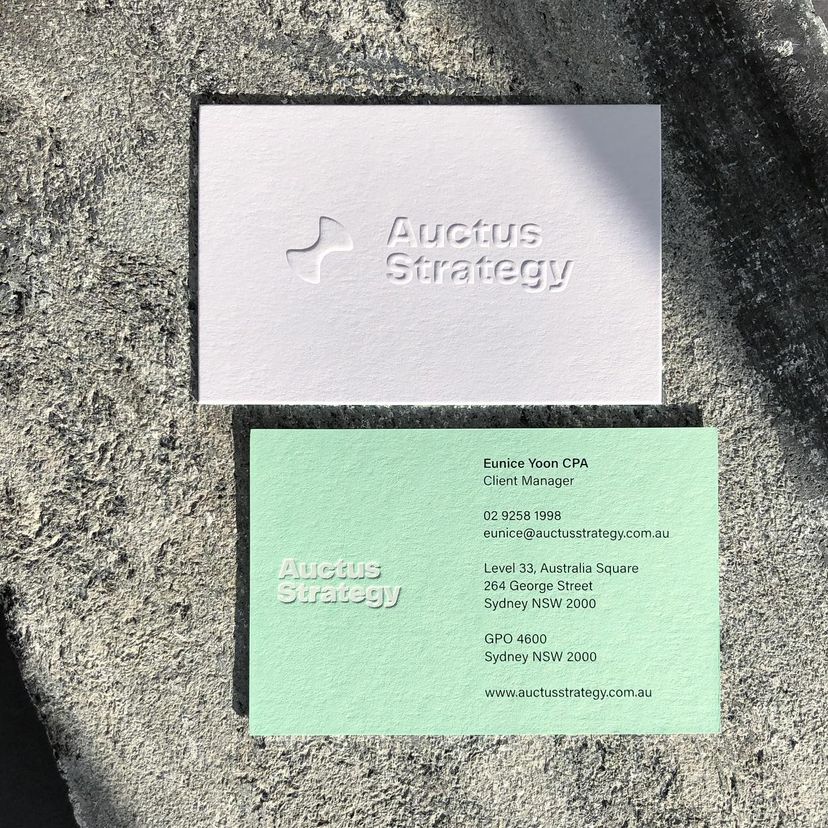 Auctus
Strategy
Eunice Yoon CPA
Client Manager
02 9258 1998
eunice@auctusstrategy.com.au
Auctus
Strategy
Level 33, Australia Square
264 George Street
Sydney NSW 2000
GPO 4600
Sydney NSW 2000
www.auctusstrategy.com.au